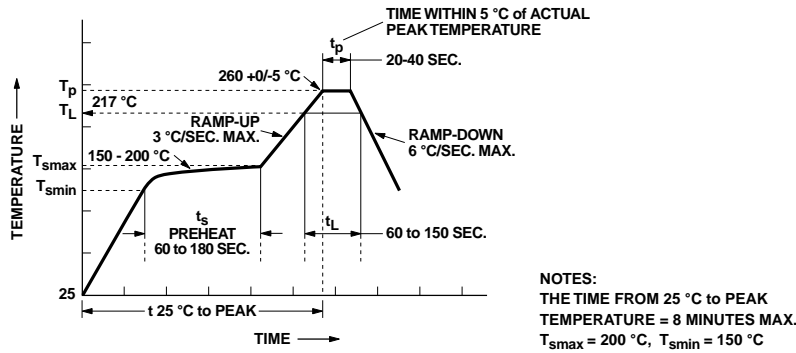 TIME WITHIN 5 °C of ACTUAL
PEAK TEMPERATURE
tp
20-40 SEC.
260 +0/-5 °C
Tp
217 °C
TL
RAMP-UP
3 °C/SEC. MAX.
RAMP-DOWN
6 °C/SEC. MAX.
150 - 200 °C
Tsmax
Tsmin
TEMPERATURE
ts
PREHEAT
60 to 180 SEC.
tL
60 to 150 SEC.
25
t 25 °C to PEAK
TIME
NOTES:
THE TIME FROM 25 °C to PEAK
TEMPERATURE = 8 MINUTES MAX.
Tsmax = 200 °C, Tsmin = 150 °C